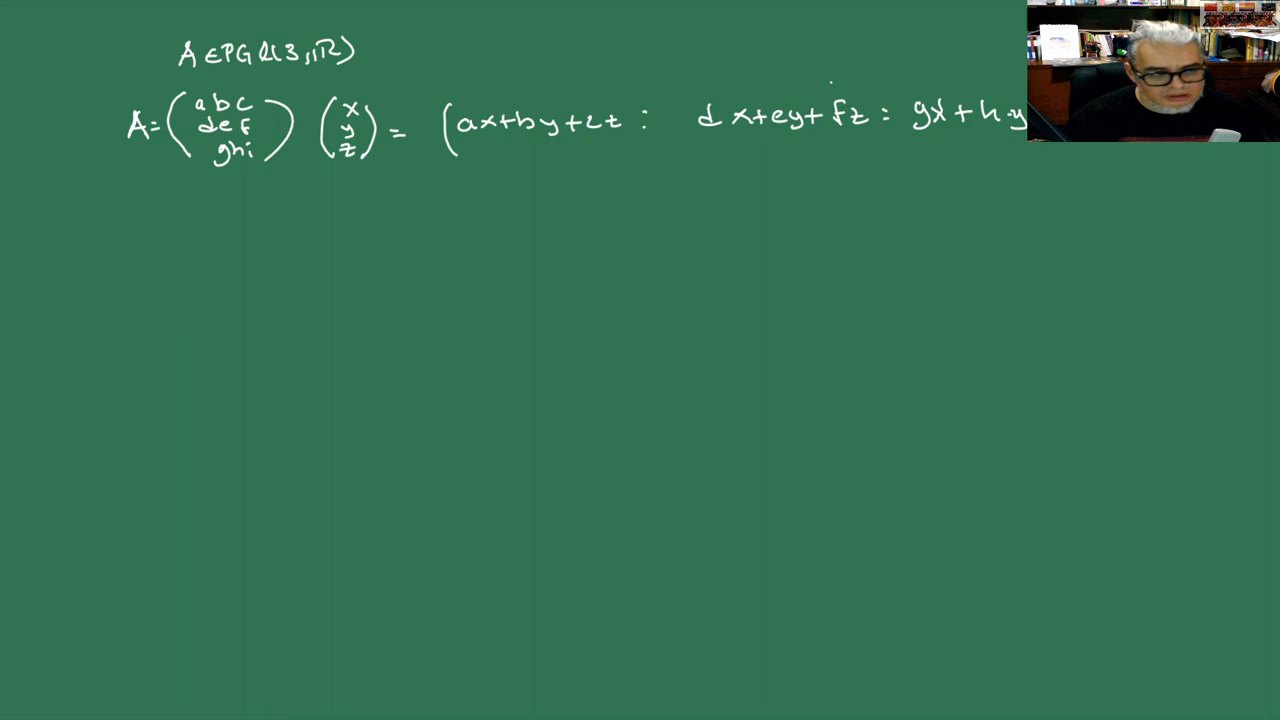 A ∈ PGL(3, ℝ)
A = (a b c / d e f / g h i) (x / y / z) = (ax+by+cz : dx+ey+fz : gx+h y